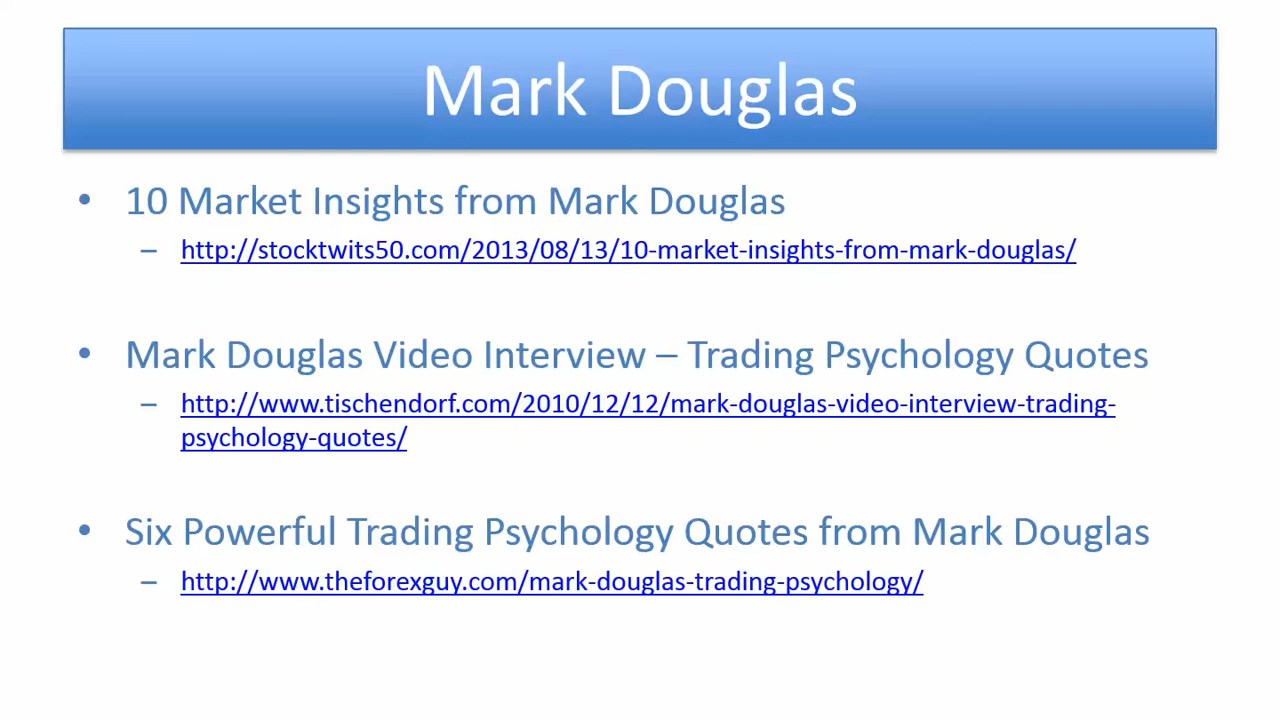 Mark Douglas
• 10 Market Insights from Mark Douglas
– http://stocktwits50.com/2013/08/13/10-market-insights-from-mark-douglas/
• Mark Douglas Video Interview – Trading Psychology Quotes
– http://www.tischendorf.com/2010/12/12/mark-douglas-video-interview-trading-
psychology-quotes/
• Six Powerful Trading Psychology Quotes from Mark Douglas
– http://www.theforexguy.com/mark-douglas-trading-psychology/